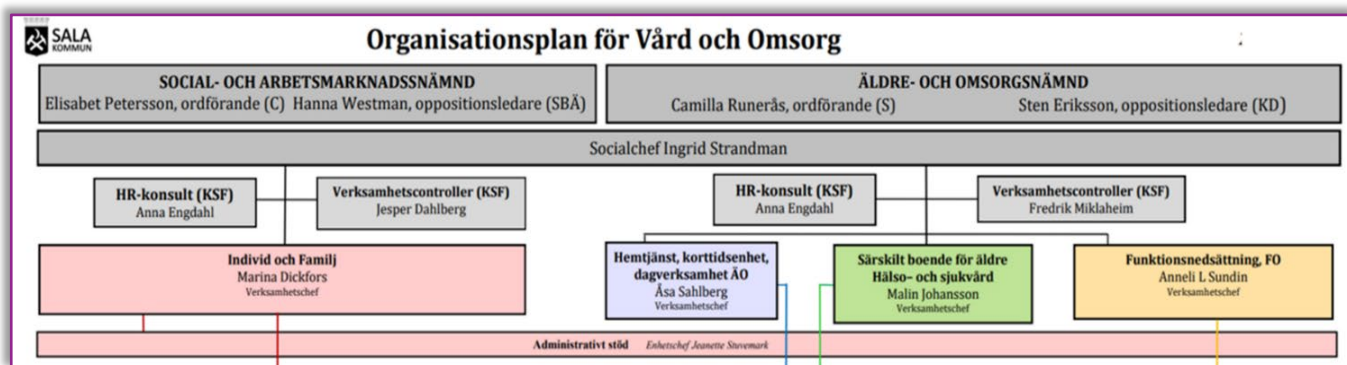 SALA
KOMMUN
Organisationsplan för Vård och Omsorg
SOCIAL- OCH ARBETSMARKNADSSNÄMND
Elisabet Petersson, ordförande (C) Hanna Westman, oppositionsledare (SBÄ)
ÄLDRE- OCH OMSORGSNÄMND
Camilla Runerås, ordförande (S) Sten Eriksson, oppositionsledare (KD)
Socialchef Ingrid Strandman
HR-konsult (KSF)
Anna Engdahl
Verksamhetscontroller (KSF)
Jesper Dahlberg
HR-konsult (KSF)
Anna Engdahl
Verksamhetscontroller (KSF)
Fredrik Miklaheim
Individ och Familj
Marina Dickfors
Verksamhetschef
Hemtjänst, korttidsenhet,
dagverksamhet ÄO
Åsa Sahlberg
Verksamhetschef
Särskilt boende för äldre
Hälso– och sjukvård
Malin Johansson
Verksamhetschef
Funktionsnedsättning, FO
Anneli L Sundin
Verksamhetschef
Administrativt stöd Enhetschef Jeanette Stuvemark